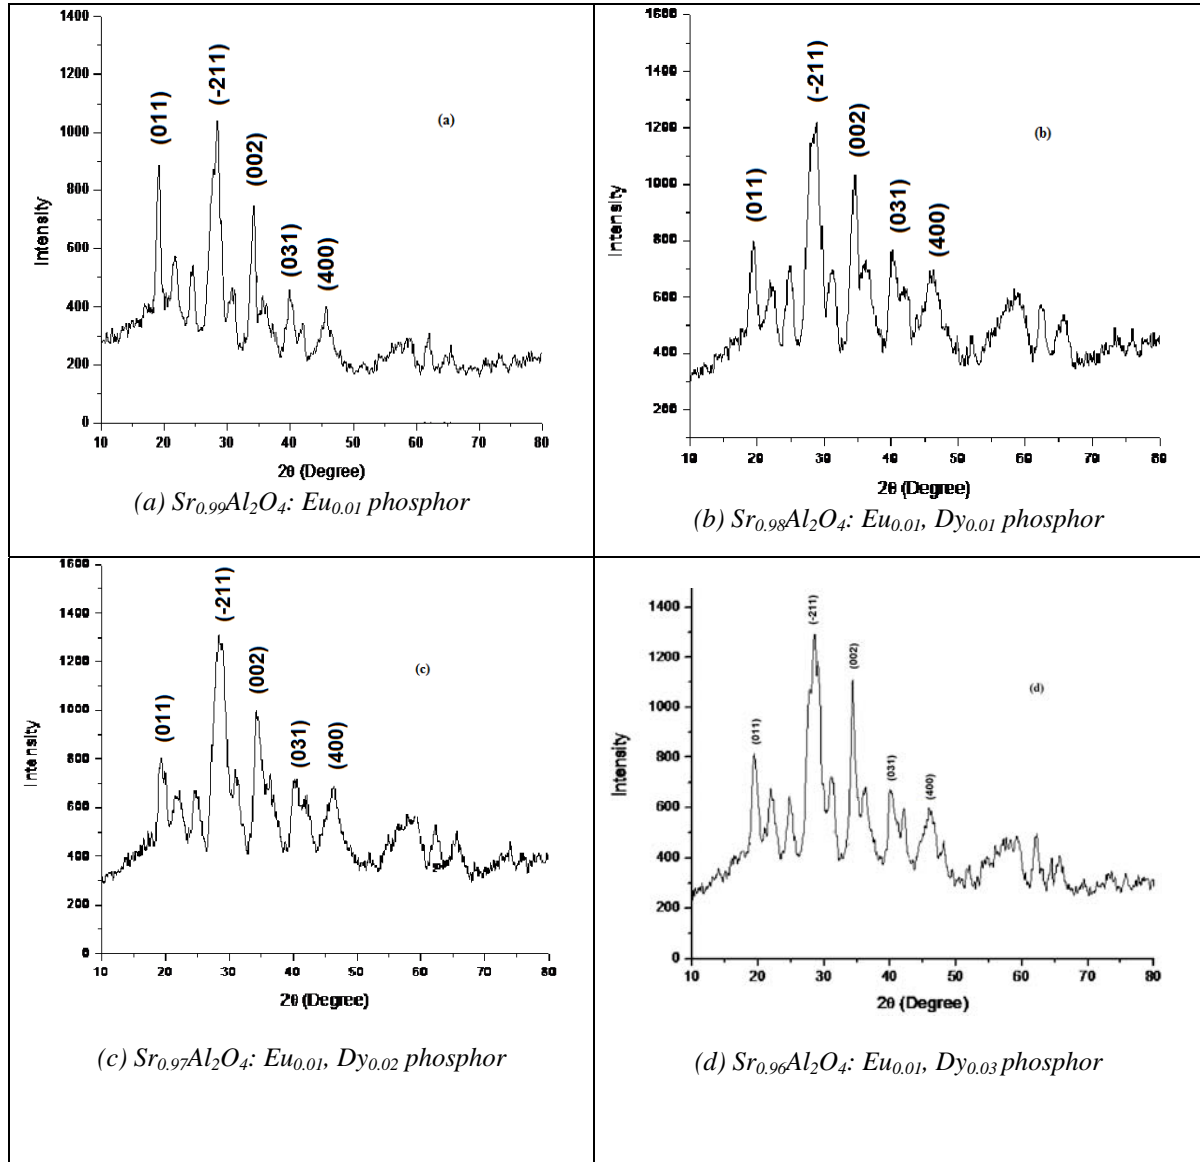 1400
1200
1000
800
600
400
200
0
10 20 30 40 50 60 70 80
Intensity
2θ (Degree)
(011)
(-211)
(002)
(031)
(400)
(a)
(a) Sr0.99Al2O4: Eu0.01 phosphor
1600
1400
1200
1000
800
600
400
200
10 20 30 40 50 60 70 80
Intensity
2θ (Degree)
(011)
(-211)
(002)
(031)
(400)
(b)
(b) Sr0.98Al2O4: Eu0.01, Dy0.01 phosphor
1600
1400
1200
1000
800
600
400
200
0
10 20 30 40 50 60 70 80
Intensity
2θ (Degree)
(011)
(-211)
(002)
(031)
(400)
(c)
(c) Sr0.97Al2O4: Eu0.01, Dy0.02 phosphor
1400
1200
1000
800
600
400
200
0
10 20 30 40 50 60 70 80
Intensity
2θ (Degree)
(011)
(-211)
(002)
(031)
(400)
(d)
(d) Sr0.96Al2O4: Eu0.01, Dy0.03 phosphor